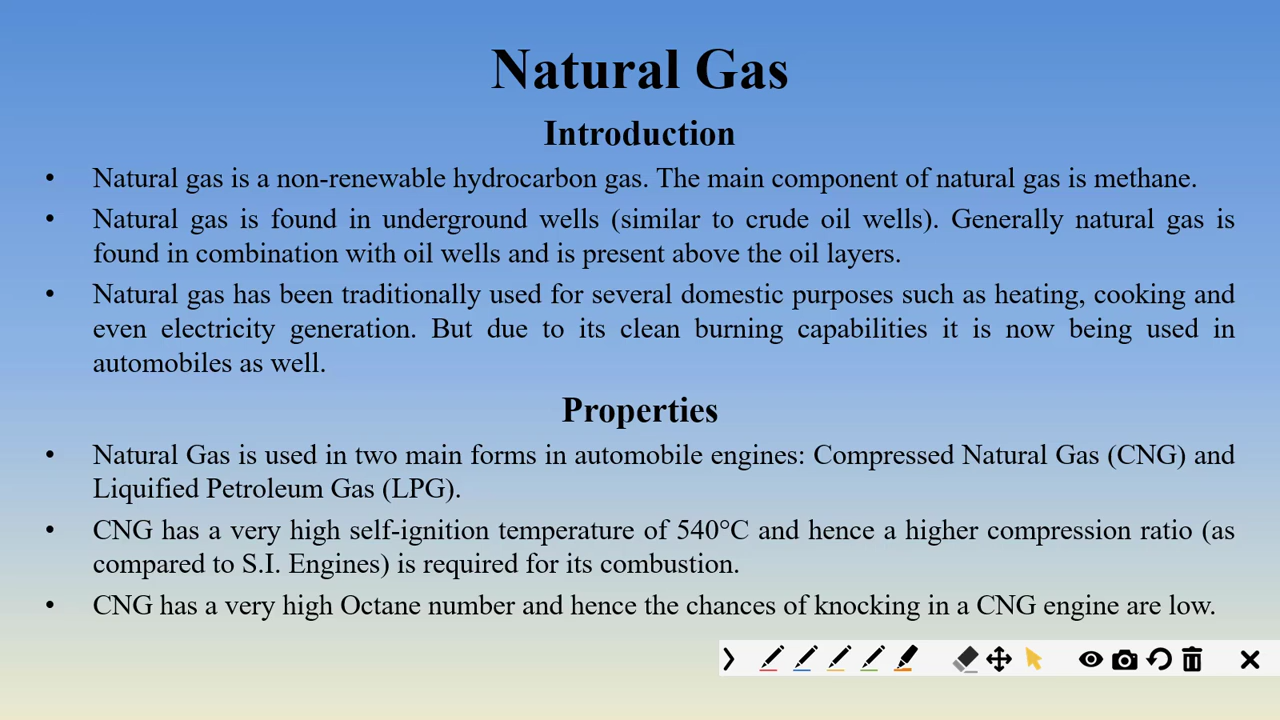 Natural Gas
Introduction
• Natural gas is a non-renewable hydrocarbon gas. The main component of natural gas is methane.
• Natural gas is found in underground wells (similar to crude oil wells). Generally natural gas is
found in combination with oil wells and is present above the oil layers.
• Natural gas has been traditionally used for several domestic purposes such as heating, cooking and
even electricity generation. But due to its clean burning capabilities it is now being used in
automobiles as well.
Properties
• Natural Gas is used in two main forms in automobile engines: Compressed Natural Gas (CNG) and
Liquified Petroleum Gas (LPG).
• CNG has a very high self-ignition temperature of 540°C and hence a higher compression ratio (as
compared to S.I. Engines) is required for its combustion.
• CNG has a very high Octane number and hence the chances of knocking in a CNG engine are low.